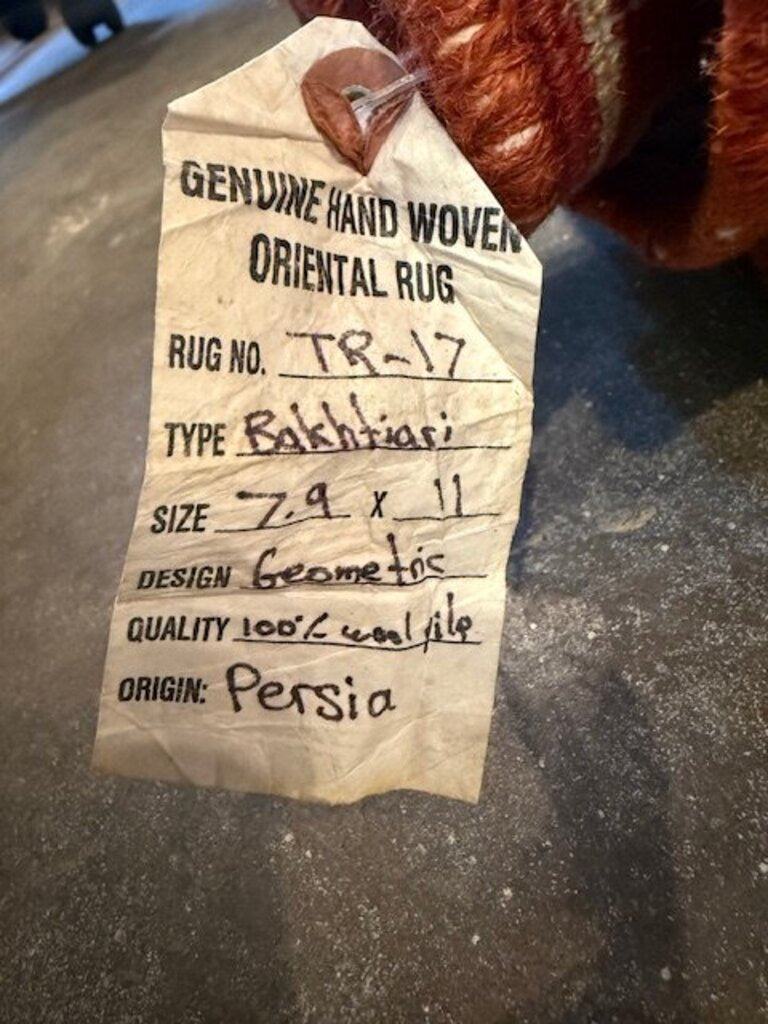 GENUINE HAND WOVEN
ORIENTAL RUG
RUG NO. TR-17
TYPE Bakhtiari
SIZE 7.9 X 11
DESIGN Geometric
QUALITY 100% wool pile
ORIGIN: Persia